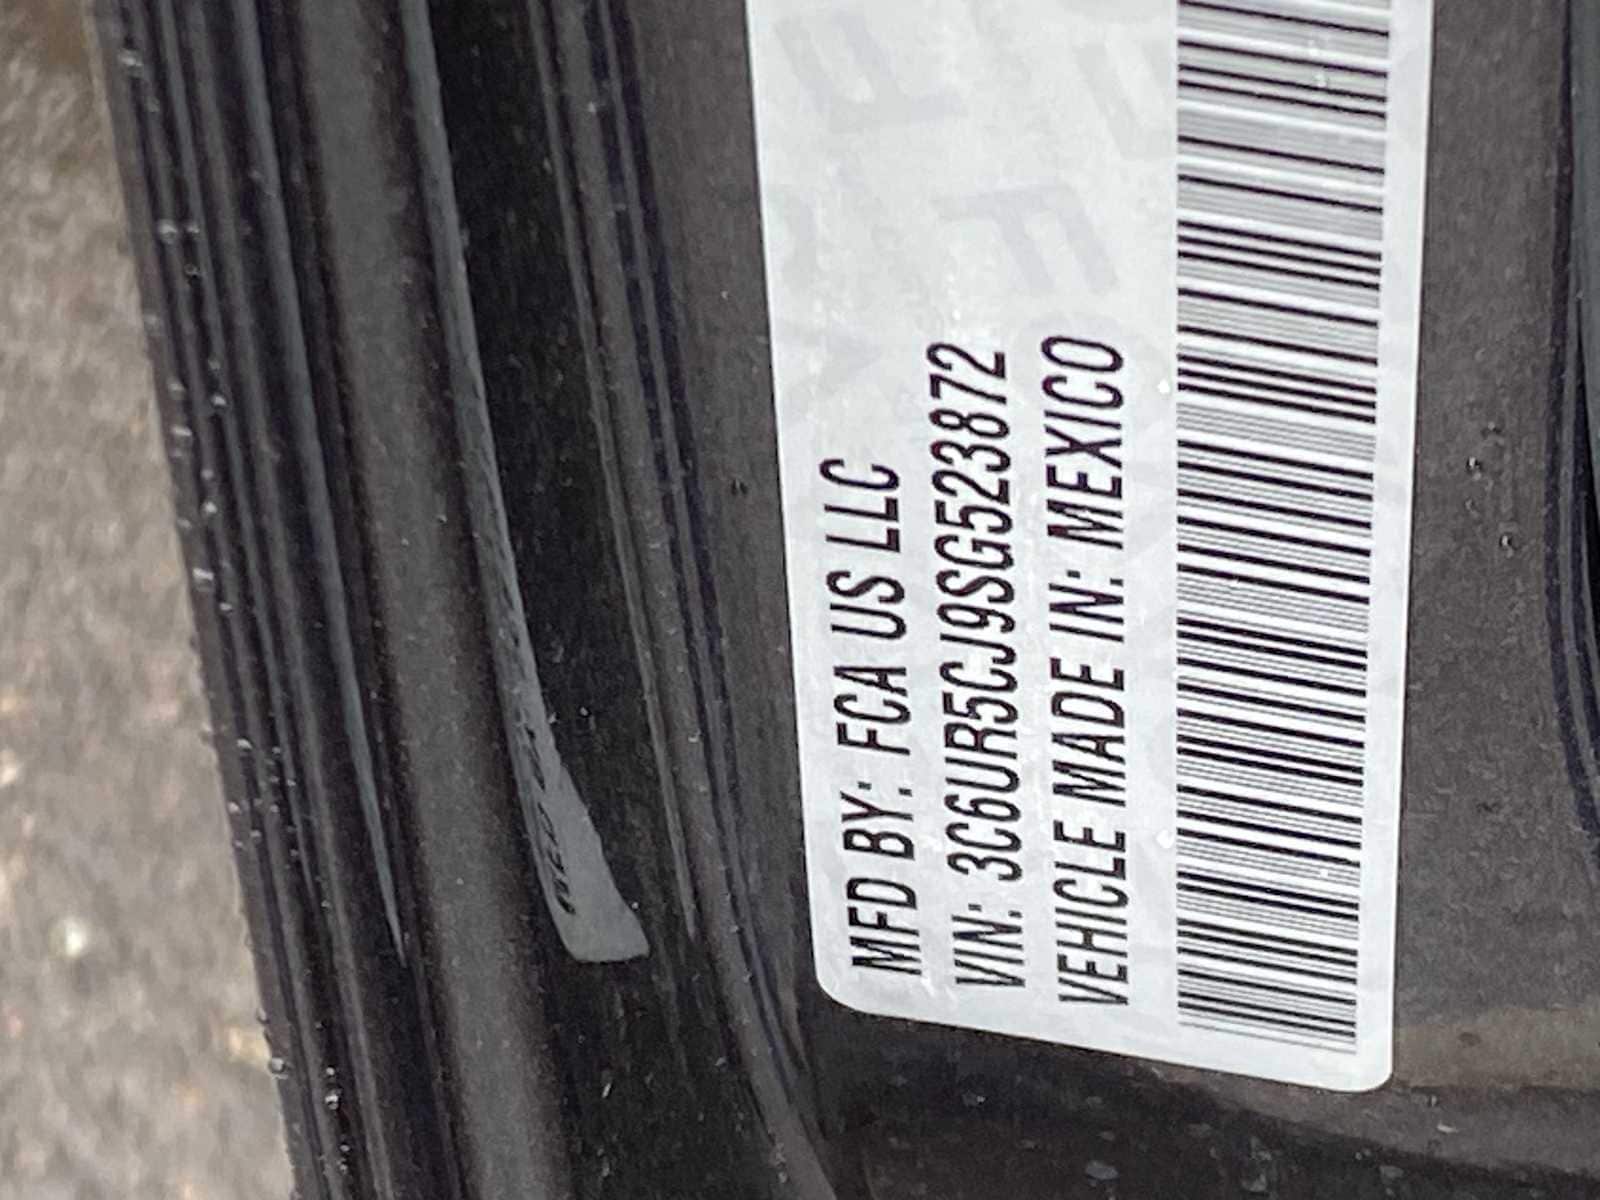 MFD BY: FCA US LLC
VIN: 3C6UR5CJ9SG523872
VEHICLE MADE IN: MEXICO